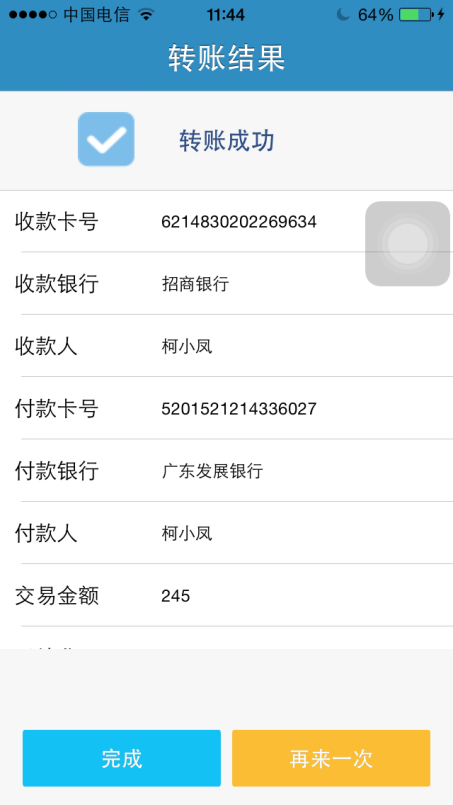 中国电信 11:44 64%
转账结果
转账成功
收款卡号 6214830202269634
收款银行 招商银行
收款人 柯小凤
付款卡号 5201521214336027
付款银行 广东发展银行
付款人 柯小凤
交易金额 245
完成 再来一次